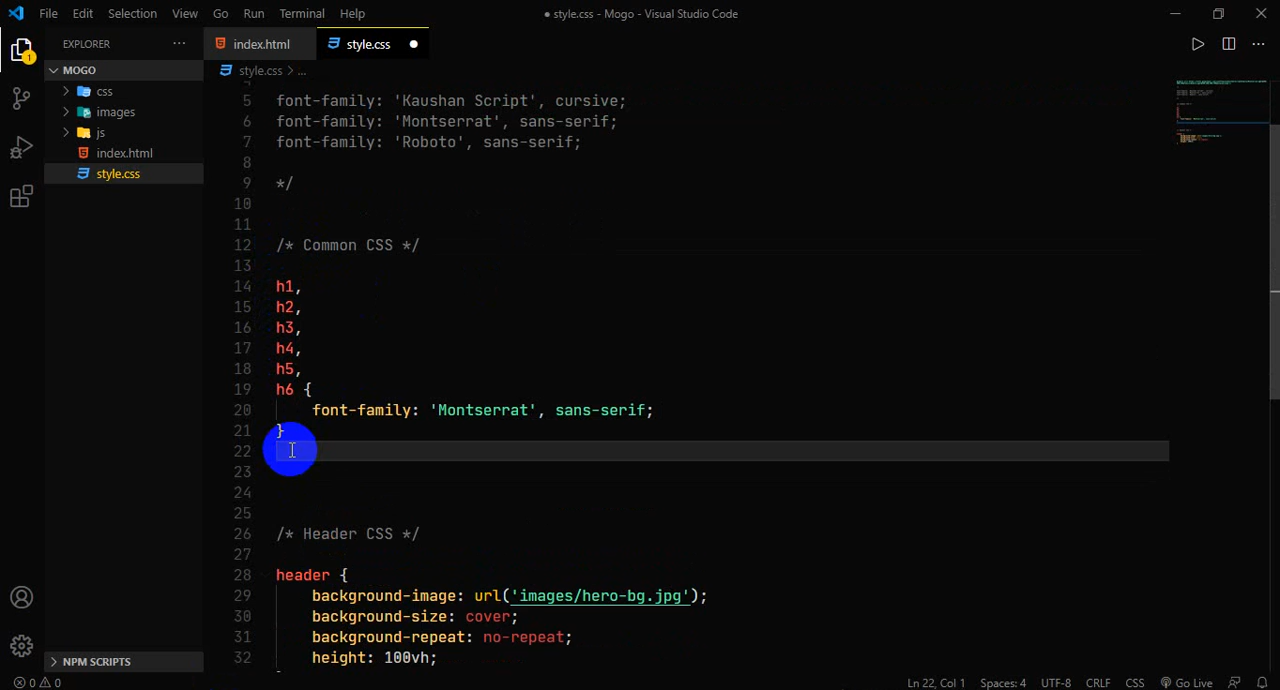 File Edit Selection View Go Run Terminal Help
● style.css - Mogo - Visual Studio Code
EXPLORER ···
index.html
style.css
MOGO
style.css > ...
css
images
js
index.html
style.css
1
4
5 font-family: 'Kaushan Script', cursive;
6 font-family: 'Montserrat', sans-serif;
7 font-family: 'Roboto', sans-serif;
8
9 */
10
11
12 /* Common CSS */
13
14 h1,
15 h2,
16 h3,
17 h4,
18 h5,
19 h6 {
20 font-family: 'Montserrat', sans-serif;
21 }
22
23
24
25
26 /* Header CSS */
27
28 header {
29 background-image: url('images/hero-bg.jpg');
30 background-size: cover;
31 background-repeat: no-repeat;
32 height: 100vh;
NPM SCRIPTS
0 0
Ln 22, Col 1 Spaces: 4 UTF-8 CRLF CSS Go Live